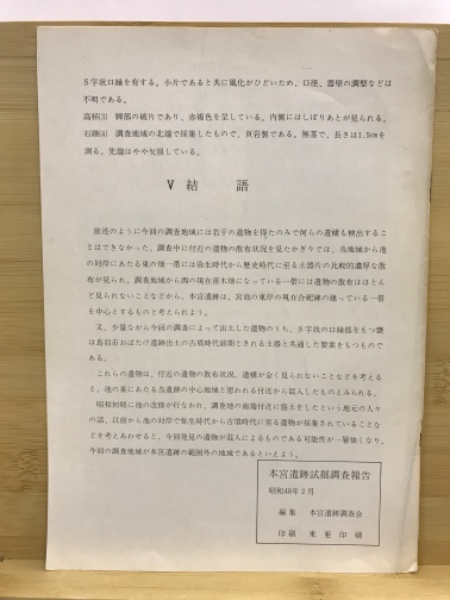 S字状口縁を有する。小片であると共に風化がひどいため、口径、器壁の調整などは
不明である。
高杯(3)　脚部の破片であり、赤褐色を呈している。内側にはしぼりあとが見られる。
石鏃(4)　調査地域の北端で採集したもので、頁岩製である。無茎で、長さは1.5cmを
測る。先端はやや欠損している。
V 結　語
前述のように今回の調査地域には若干の遺物を得たのみで何らの遺構も検出するこ
とはできなかった。調査中に付近の遺物の散布状況を見たかぎりでは、当地域から池
の対岸にあたる東の畑一帯には弥生時代から歴史時代に至る土器片の比較的濃厚な散
布が見られ、調査地域から西の現在苗木畑になっている一帯には遺物の散布はほとん
ど見られないことなどから、本宮遺跡は、宮池の東岸の現在合祀碑の建っている一帯
を中心とするものと考えられよう。
又、少量ながら今回の調査によって出土した遺物のうち、S字状の口縁部をもつ甕
は鳥羽市おばたけ遺跡出土の古墳時代前期とされる土器と共通した要素をもつもので
ある。
これらの遺物は、付近の遺物の散布状況、遺構が全く見られないことなどを考える
と、池の東にあたる当遺跡の中心地域と思われる付近から混入したものとみられる。
昭和初期に池の改修が行なわれ、調査地の南端付近に盛土をしたという地元の人々
の話、以前から池の対岸で弥生時代から古墳時代に至る遺物が採集されていることな
どを考えあわせると、今回発見の遺物が混入によるものである可能性が一層強くなり、
今回の調査地域が本宮遺跡の範囲外の地域であるといえよう。
本宮遺跡試掘調査報告
昭和48年2月
編集　本宮遺跡調査会
印刷　東亜印刷